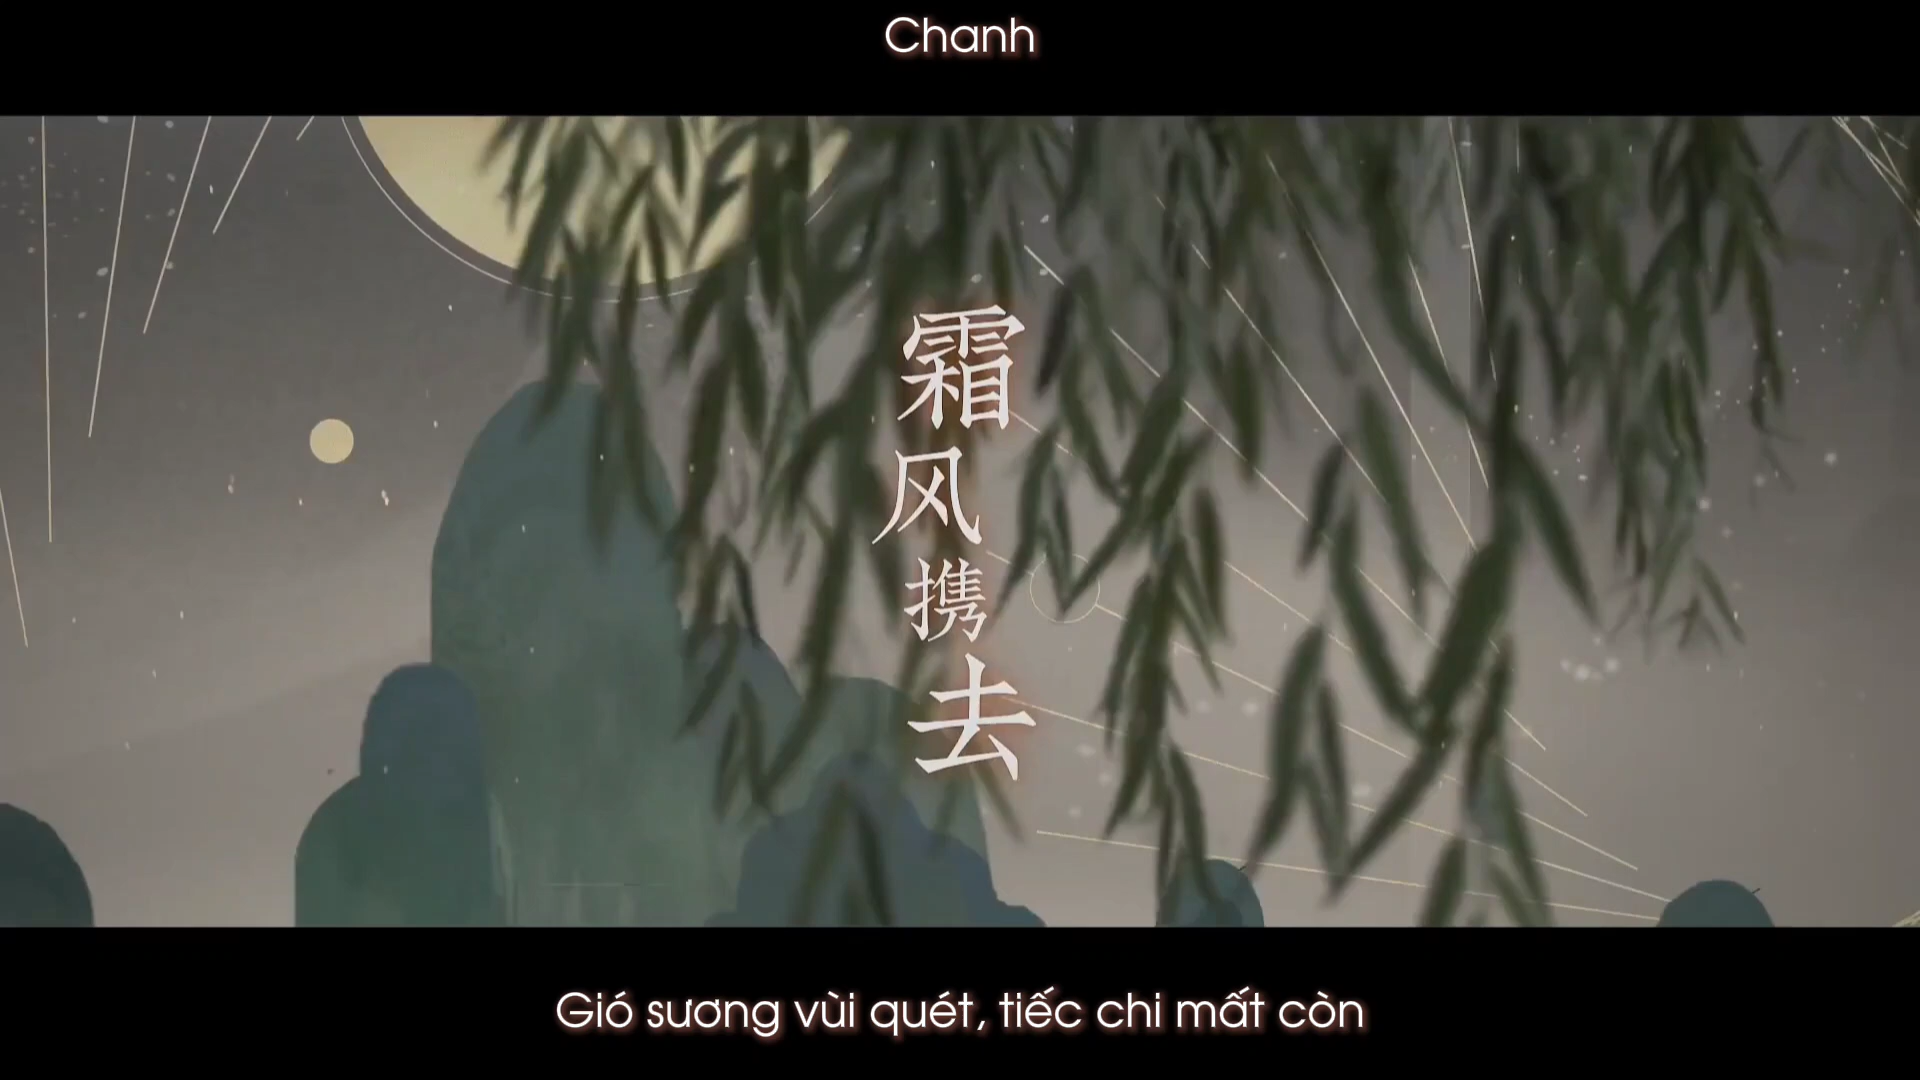 Chanh
霜风携去
Gió sương vùi quét, tiếc chi mất còn